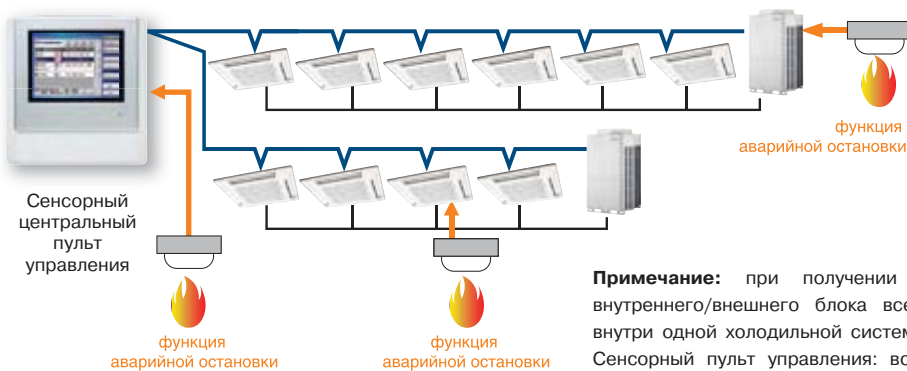 функция
аварийной остановки
Сенсорный
центральный
пульт
управления
функция
аварийной остановки
функция
аварийной остановки
Примечание: при получении
внутреннего/внешнего блока все
внутри одной холодильной систем
Сенсорный пульт управления: во